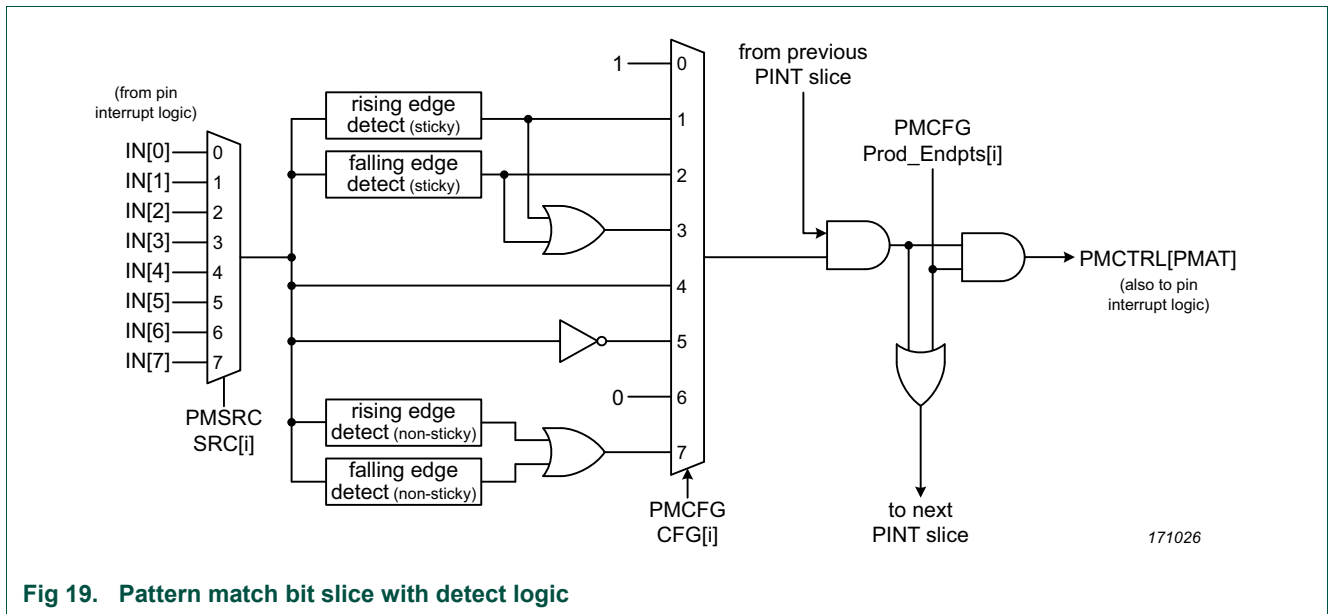 (from pin
interrupt logic)
IN[0]
IN[1]
IN[2]
IN[3]
IN[4]
IN[5]
IN[6]
IN[7]
0
1
2
3
4
5
6
7
PMSRC
SRC[i]
rising edge
detect (sticky)
falling edge
detect (sticky)
rising edge
detect (non-sticky)
falling edge
detect (non-sticky)
1
0
0
1
2
3
4
5
6
7
PMCFG
CFG[i]
from previous
PINT slice
PMCFG
Prod_Endpts[i]
PMCTRL[PMAT]
(also to pin
interrupt logic)
to next
PINT slice
171026
Fig 19. Pattern match bit slice with detect logic